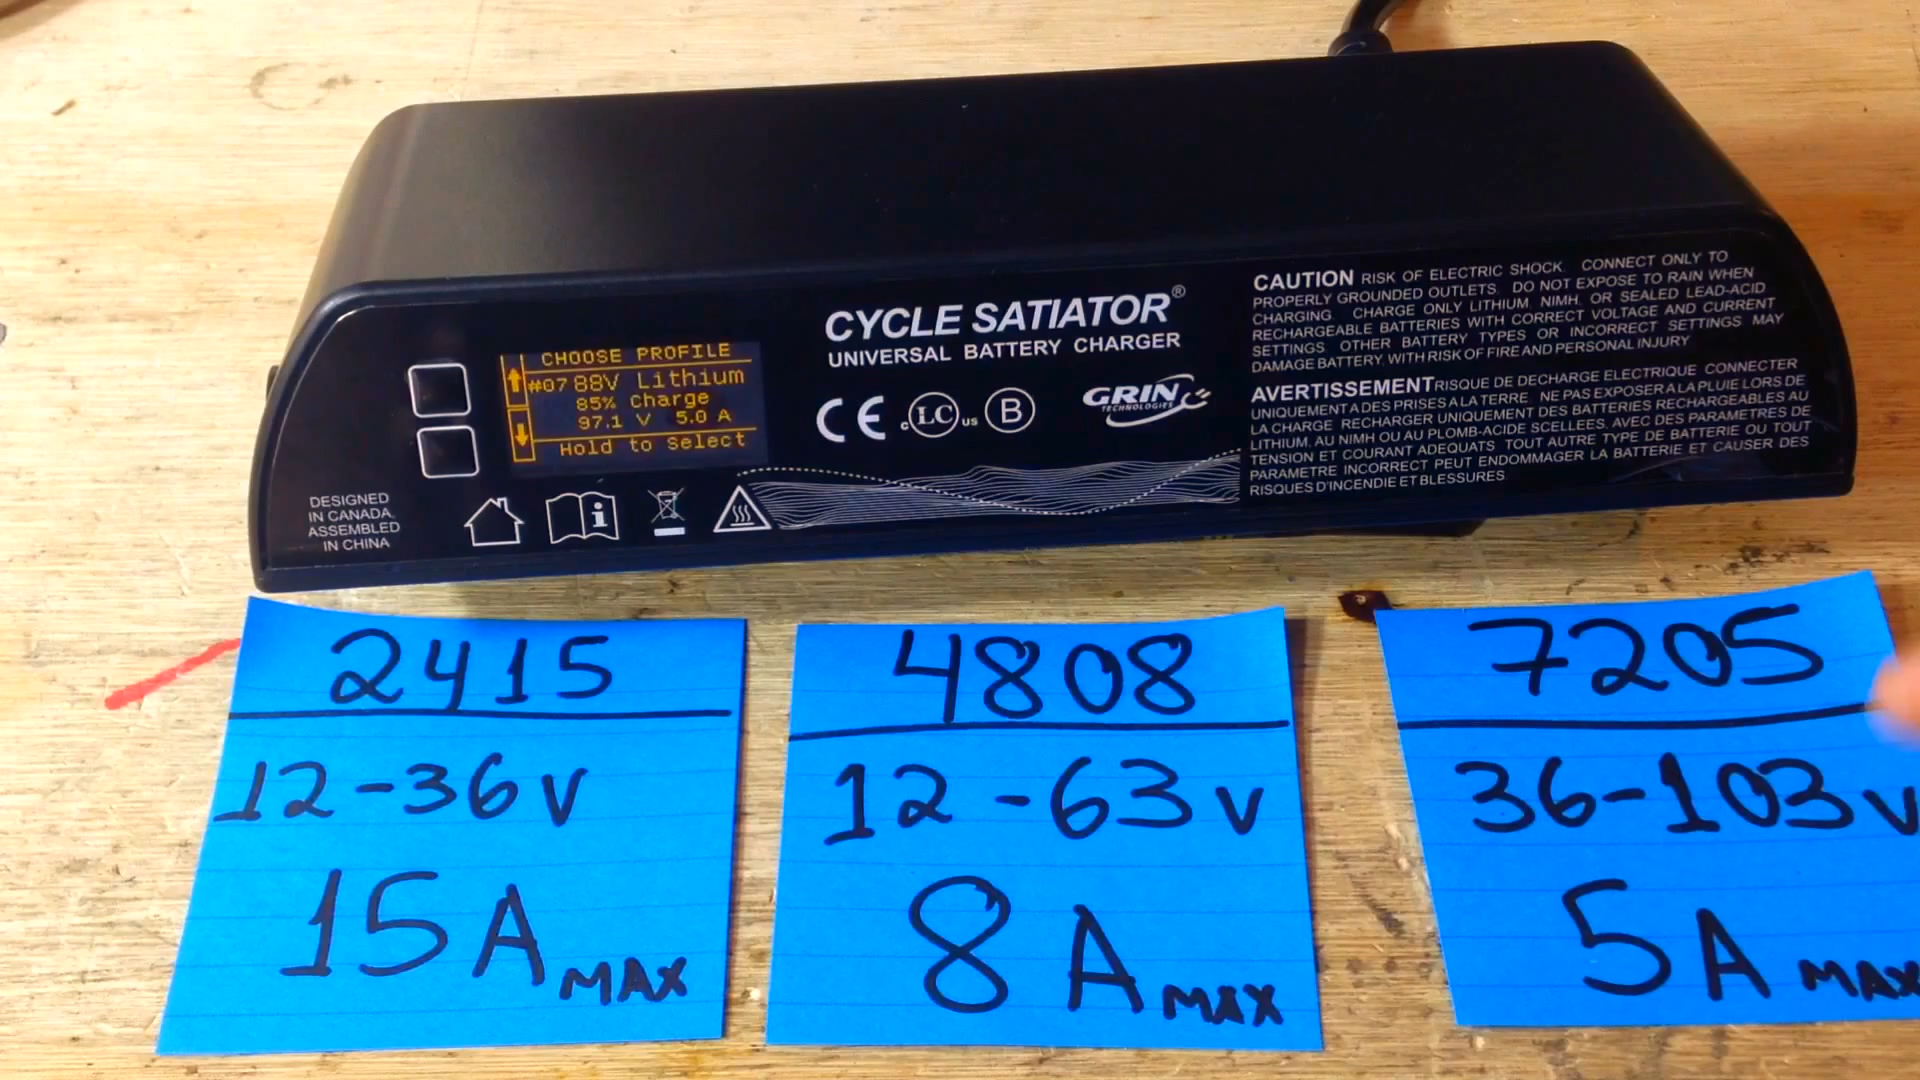 CHOOSE PROFILE
#07 88V Lithium
85% Charge
97.1 V 5.0 A
Hold to Select
DESIGNED
IN CANADA.
ASSEMBLED
IN CHINA
CYCLE SATIATOR®
UNIVERSAL BATTERY CHARGER
CE c LC us B GRIN
TECHNOLOGIES
CAUTION RISK OF ELECTRIC SHOCK. CONNECT ONLY TO
PROPERLY GROUNDED OUTLETS. DO NOT EXPOSE TO RAIN WHEN
CHARGING. CHARGE ONLY LITHIUM, NIMH, OR SEALED LEAD-ACID
RECHARGEABLE BATTERIES WITH CORRECT VOLTAGE AND CURRENT
SETTINGS. OTHER BATTERY TYPES OR INCORRECT SETTINGS MAY
DAMAGE BATTERY, WITH RISK OF FIRE AND PERSONAL INJURY
AVERTISSEMENT RISQUE DE DECHARGE ELECTRIQUE CONNECTER
UNIQUEMENT A DES PRISES A LA TERRE. NE PAS EXPOSER A LA PLUIE LORS DE
LA CHARGE RECHARGER UNIQUEMENT DES BATTERIES RECHARGEABLES AU
LITHIUM, AU NIMH OU AU PLOMB-ACIDE SCELLEES, AVEC DES PARAMETRES DE
TENSION ET COURANT ADEQUATS. TOUT AUTRE TYPE DE BATTERIE OU TOUT
PARAMETRE INCORRECT PEUT ENDOMMAGER LA BATTERIE ET CAUSER DES
RISQUES D'INCENDIE ET BLESSURES.
2415
12-36V
15A MAX
4808
12-63V
8A MAX
7205
36-103V
5A MAX